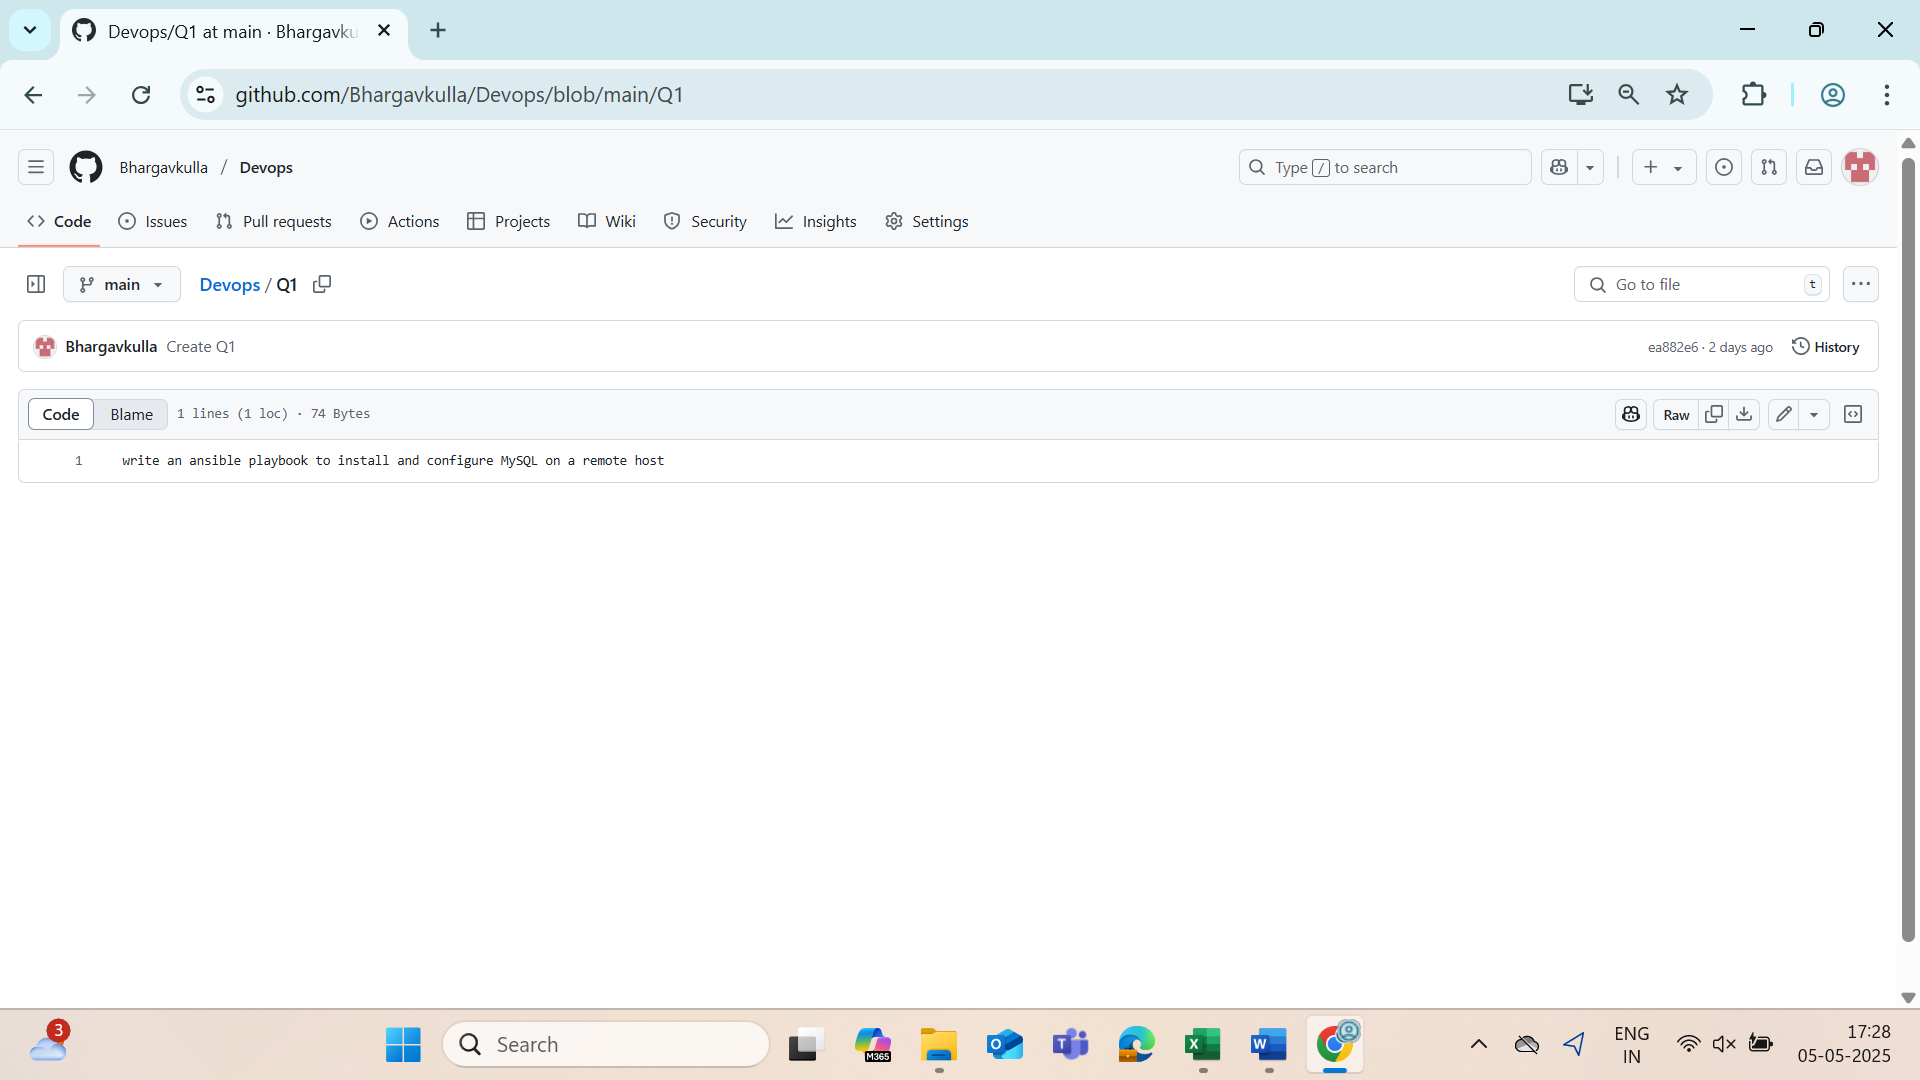 Devops/Q1 at main · Bhargavku
github.com/Bhargavkulla/Devops/blob/main/Q1
Bhargavkulla / Devops
Type / to search
Code Issues Pull requests Actions Projects Wiki Security Insights Settings
main
Devops / Q1
Go to file t
Bhargavkulla Create Q1
ea882e6 · 2 days ago History
Code Blame 1 lines (1 loc) · 74 Bytes
Raw
1 write an ansible playbook to install and configure MySQL on a remote host
3
Search
M365
ENG
IN
17:28
05-05-2025